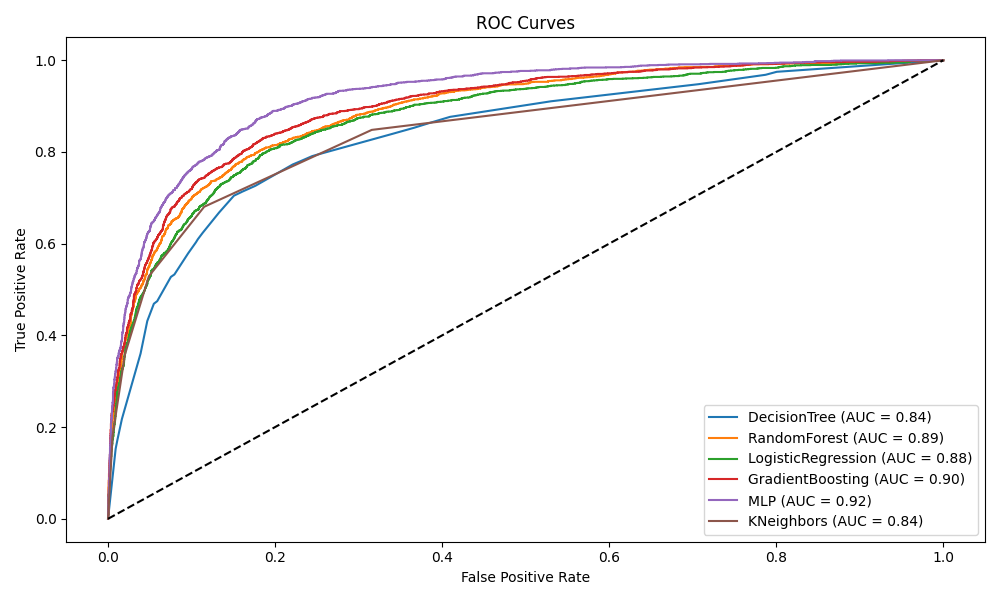 ROC Curves
True Positive Rate
1.0
0.8
0.6
0.4
0.2
0.0
DecisionTree (AUC = 0.84)
RandomForest (AUC = 0.89)
LogisticRegression (AUC = 0.88)
GradientBoosting (AUC = 0.90)
MLP (AUC = 0.92)
KNeighbors (AUC = 0.84)
0.0 0.2 0.4 0.6 0.8 1.0
False Positive Rate